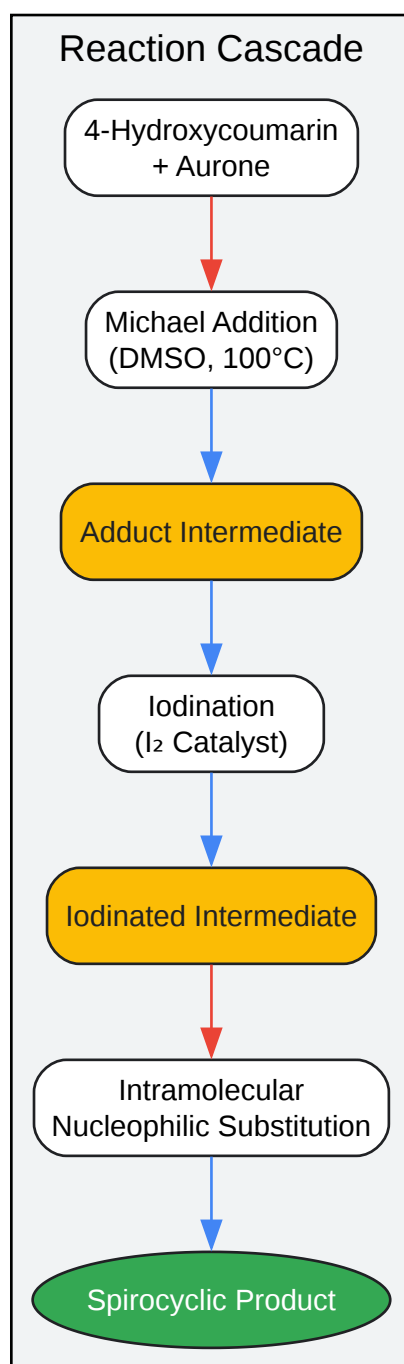 Reaction Cascade
4-Hydroxycoumarin
+ Aurone
Michael Addition
(DMSO, 100°C)
Adduct Intermediate
Iodination
(I₂ Catalyst)
Iodinated Intermediate
Intramolecular
Nucleophilic Substitution
Spirocyclic Product